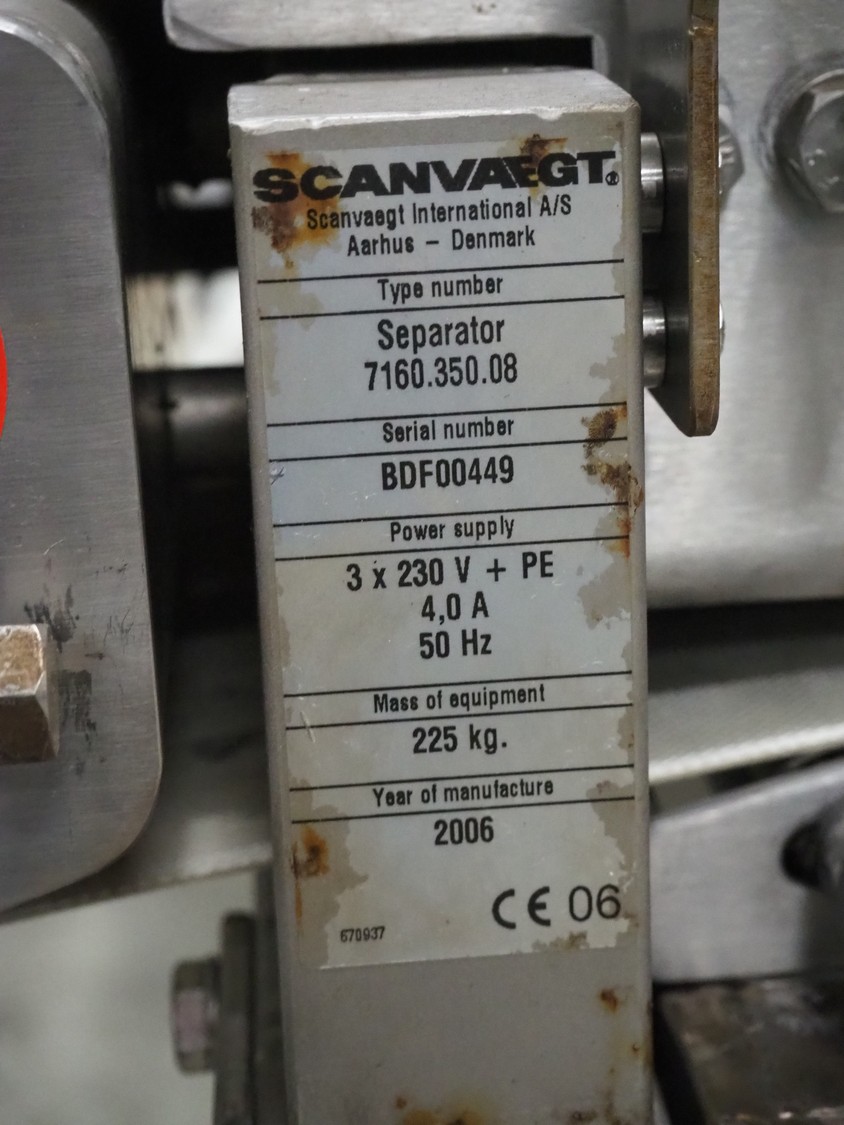 SCANVAEGT®
Scanvaegt International A/S
Aarhus – Denmark
Type number
Separator
7160.350.08
Serial number
BDF00449
Power supply
3 x 230 V + PE
4,0 A
50 Hz
Mass of equipment
225 kg.
Year of manufacture
2006
CE 06
670937